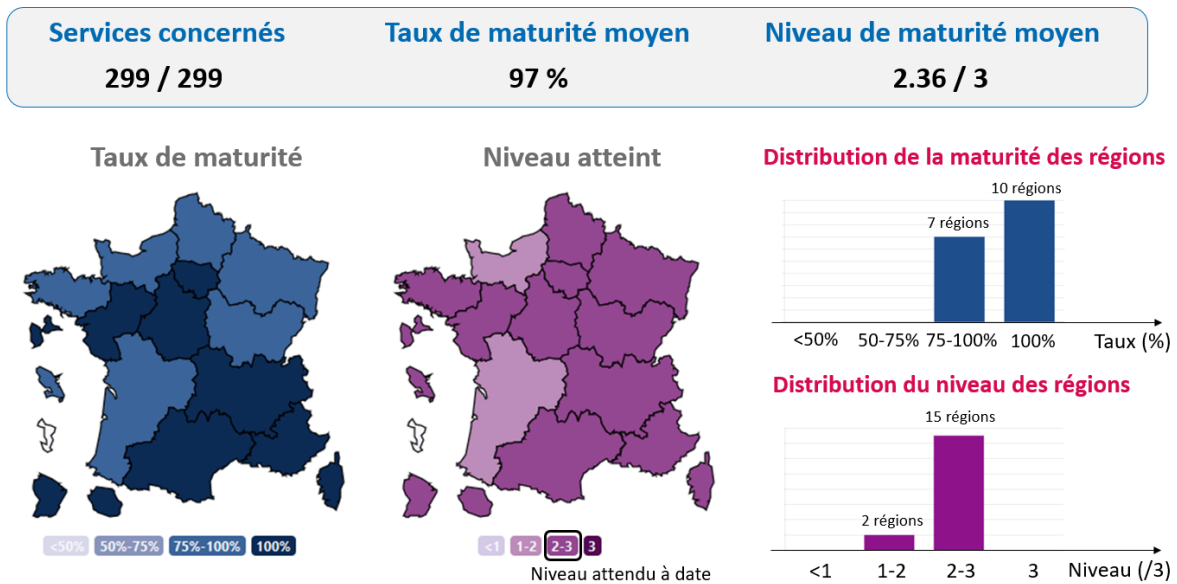 Services concernés
299 / 299
Taux de maturité moyen
97 %
Niveau de maturité moyen
2.36 / 3
Taux de maturité
<50% 50%-75% 75%-100% 100%
Niveau atteint
<1 1-2 2-3 3
Niveau attendu à date
Distribution de la maturité des régions
10 régions
7 régions
<50% 50-75% 75-100% 100% Taux (%)
Distribution du niveau des régions
15 régions
2 régions
<1 1-2 2-3 3 Niveau (/3)